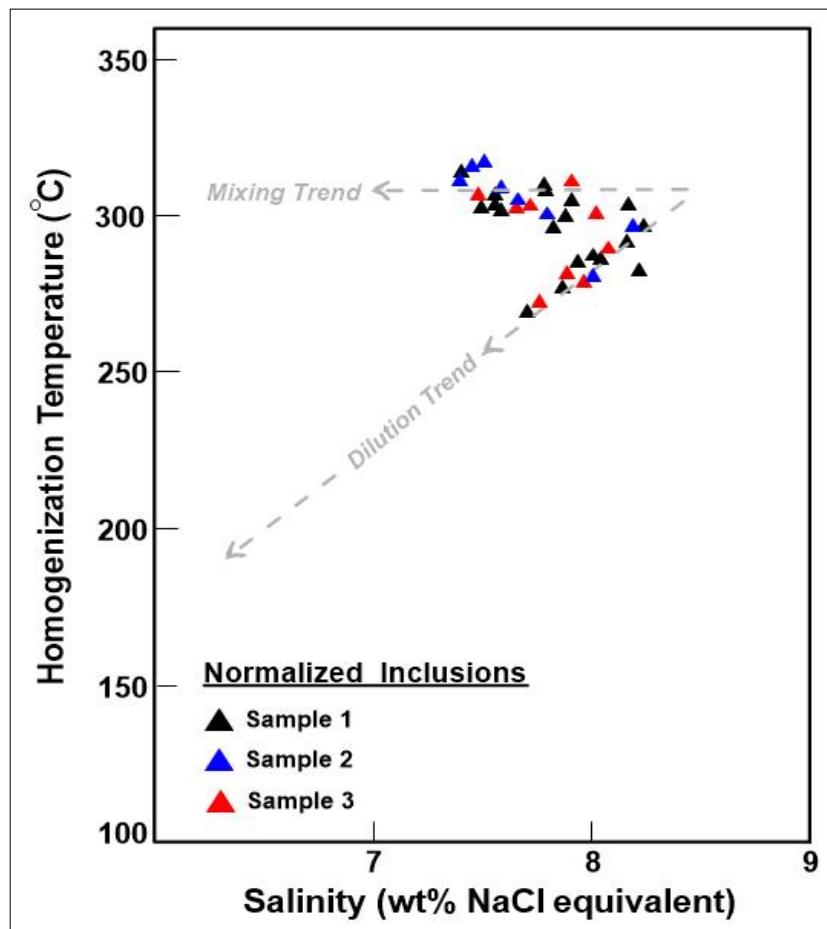 350
300
250
200
150
100
7
8
9
Homogenization Temperature (°C)
Salinity (wt% NaCl equivalent)
Mixing Trend
Dilution Trend
Normalized Inclusions
Sample 1
Sample 2
Sample 3